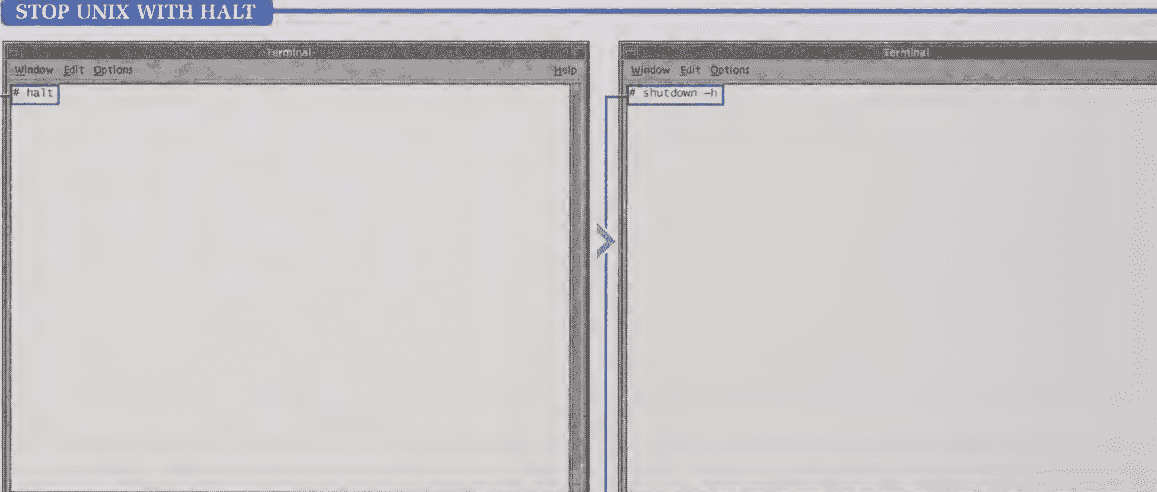 STOP UNIX WITH HALT
Terminal
Window Edit Options Help
# halt
Terminal
Window Edit Options
# shutdown -h